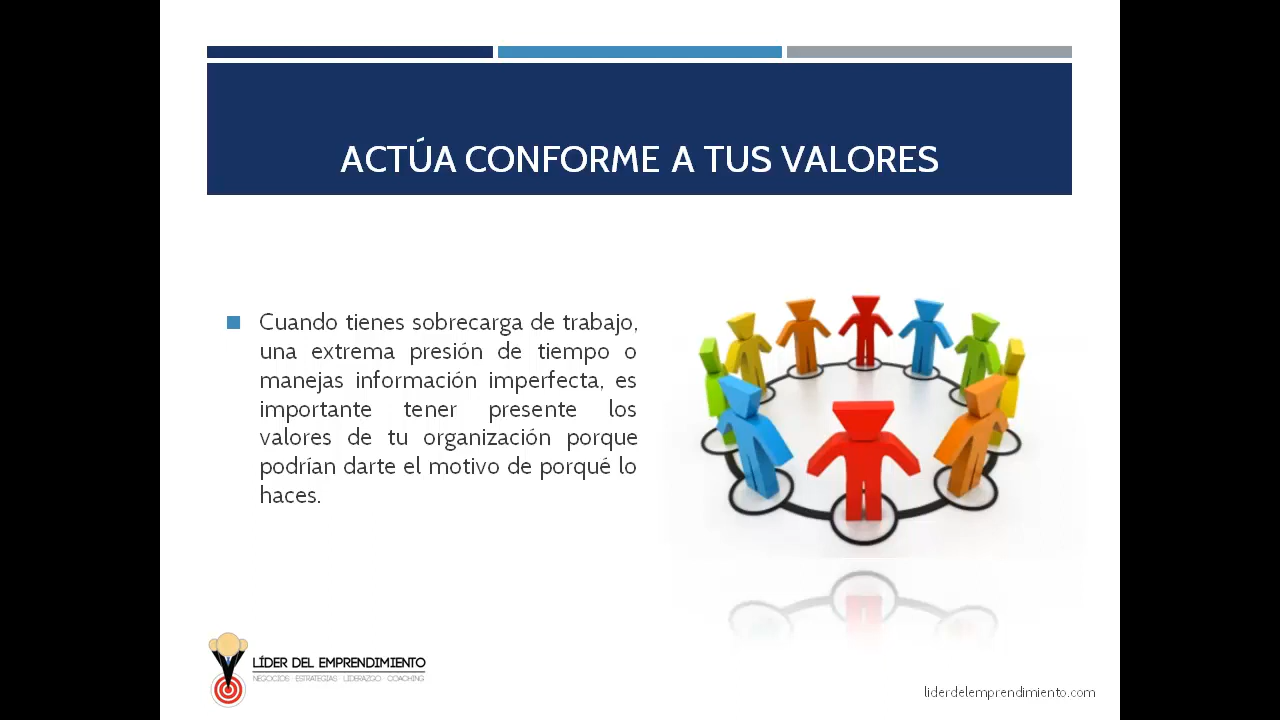 ACTÚA CONFORME A TUS VALORES
Cuando tienes sobrecarga de trabajo,
una extrema presión de tiempo o
manejas información imperfecta, es
importante tener presente los
valores de tu organización porque
podrían darte el motivo de porqué lo
haces.
LÍDER DEL EMPRENDIMIENTO
NEGOCIOS ESTRATEGIAS LIDERAZGO COACHING
liderdelemprendimiento.com